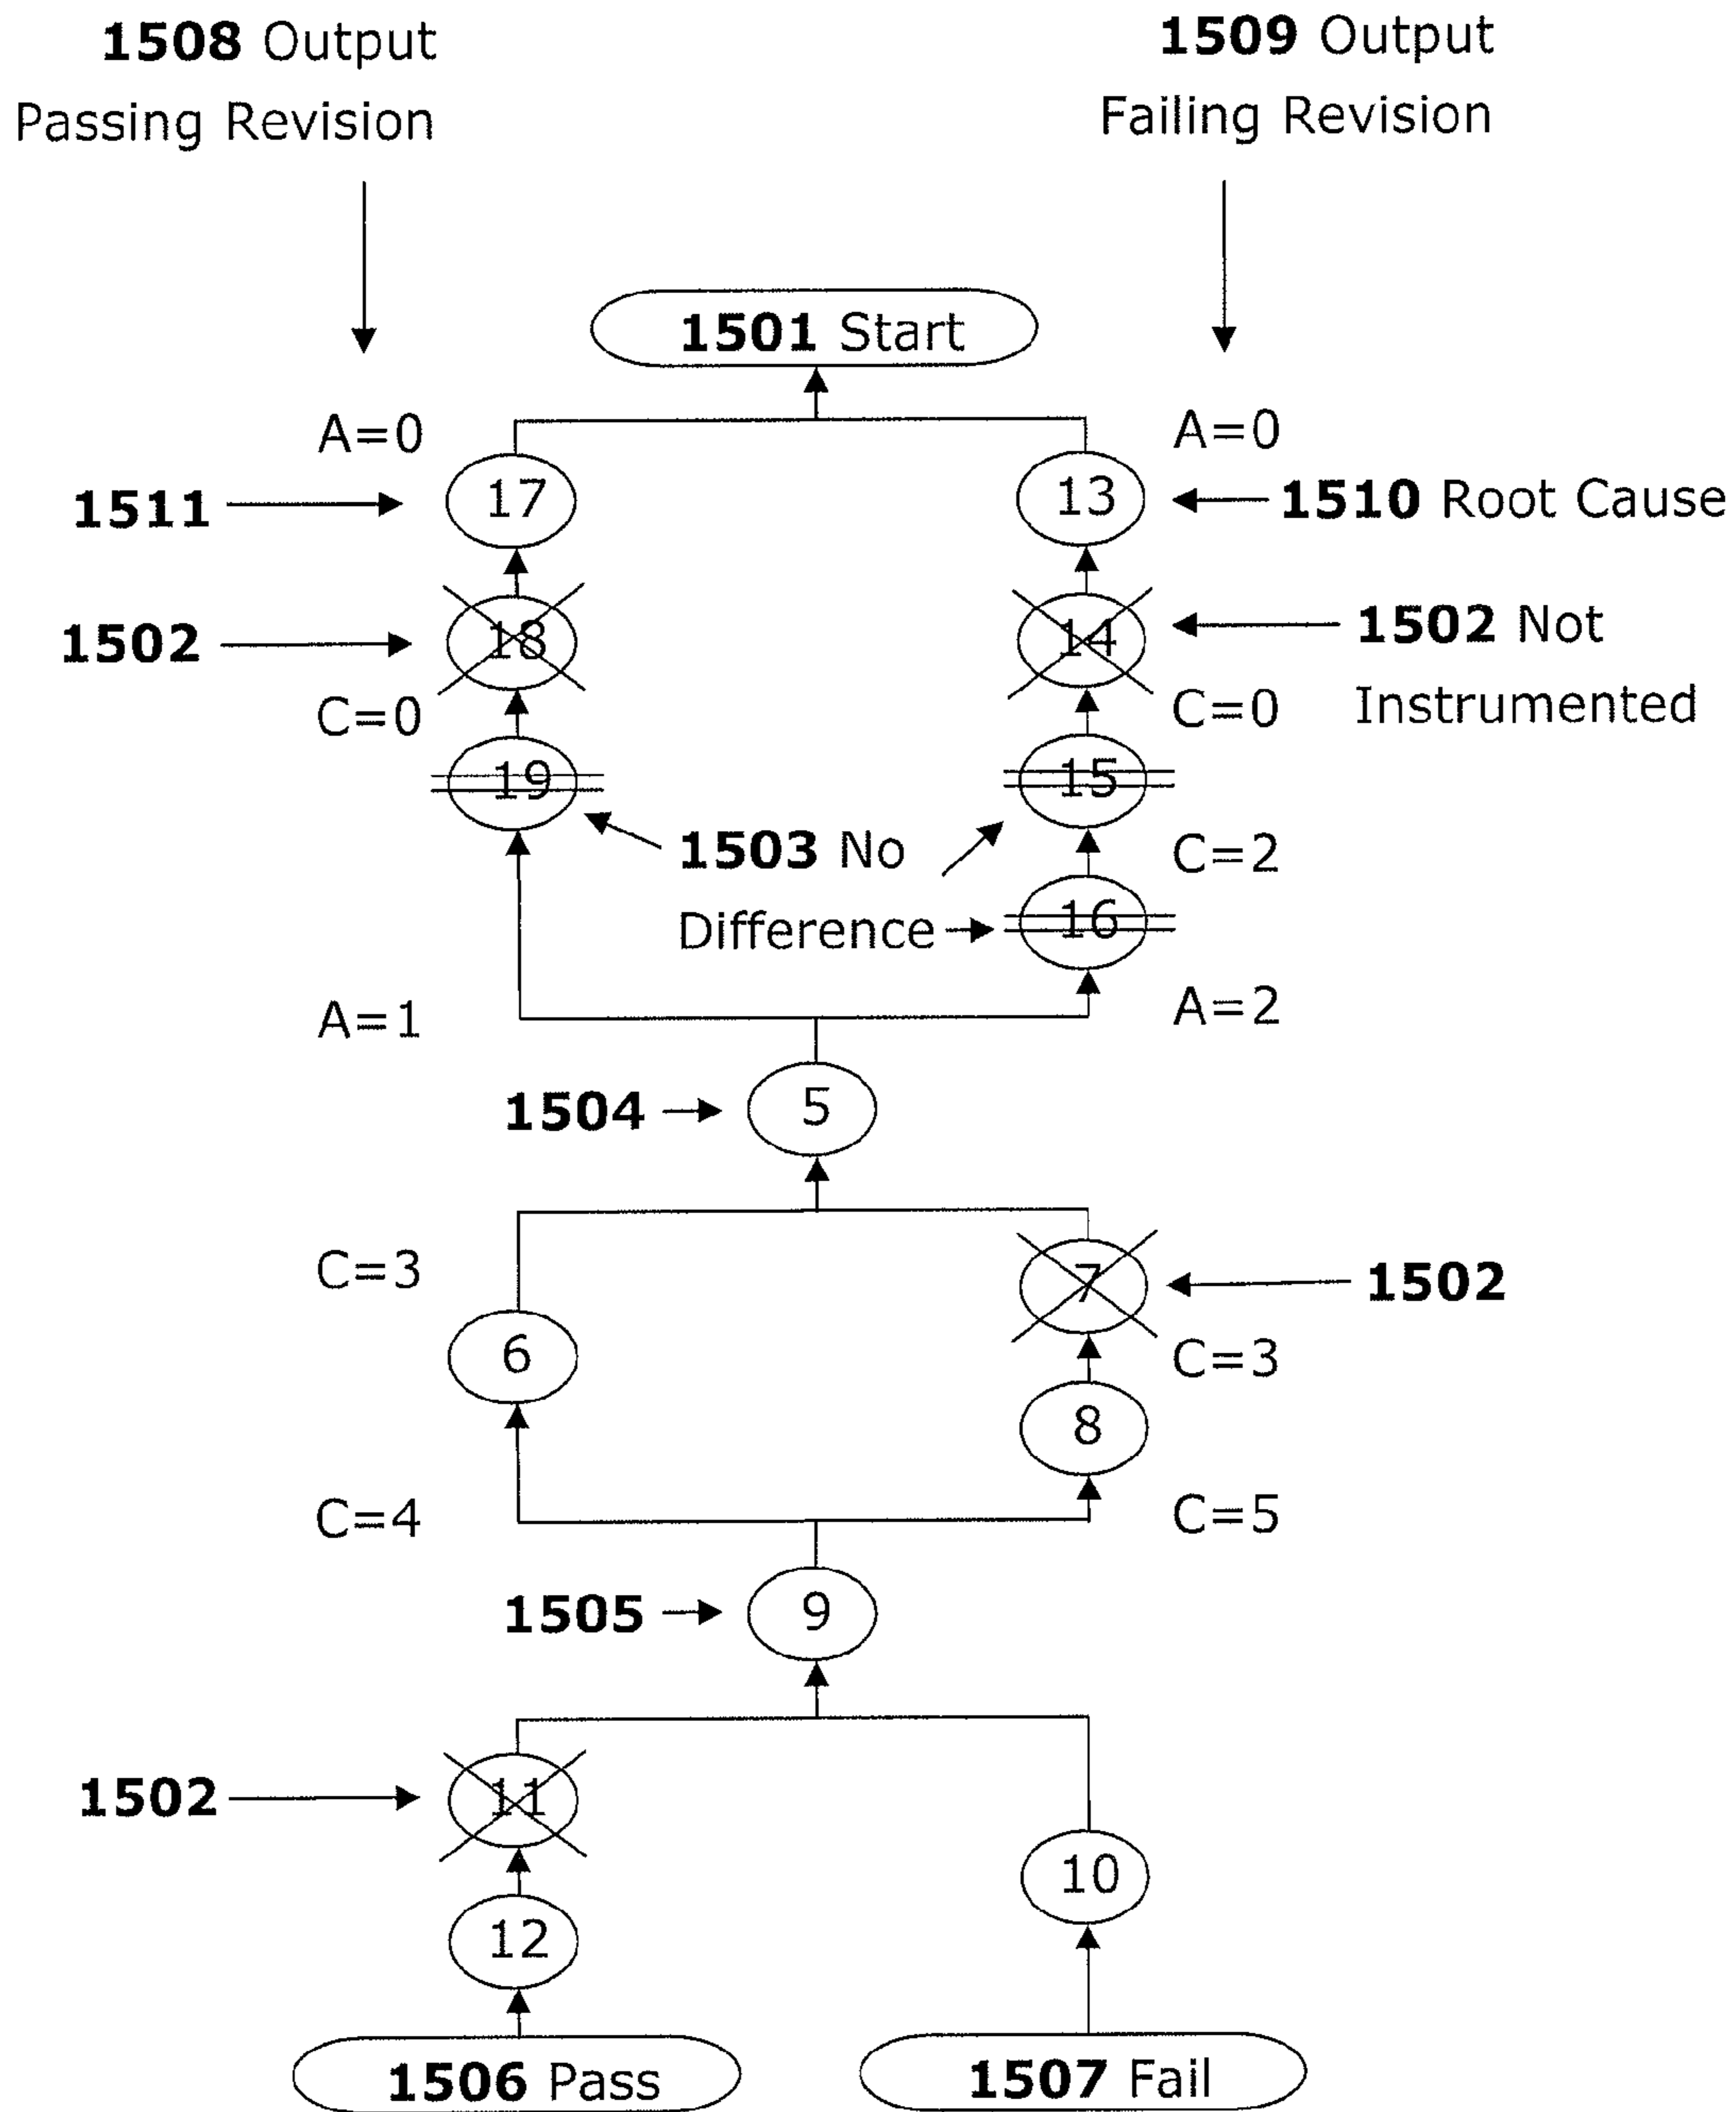 1508 Output
Passing Revision
1509 Output
Failing Revision
1501 Start
A=0
A=0
1511
17
13
1510 Root Cause
1502
18
14
1502 Not
Instrumented
C=0
C=0
19
15
1503 No
Difference
C=2
16
A=1
A=2
1504
5
C=3
7
1502
6
C=3
8
C=4
C=5
1505
9
1502
11
10
12
1506 Pass
1507 Fail